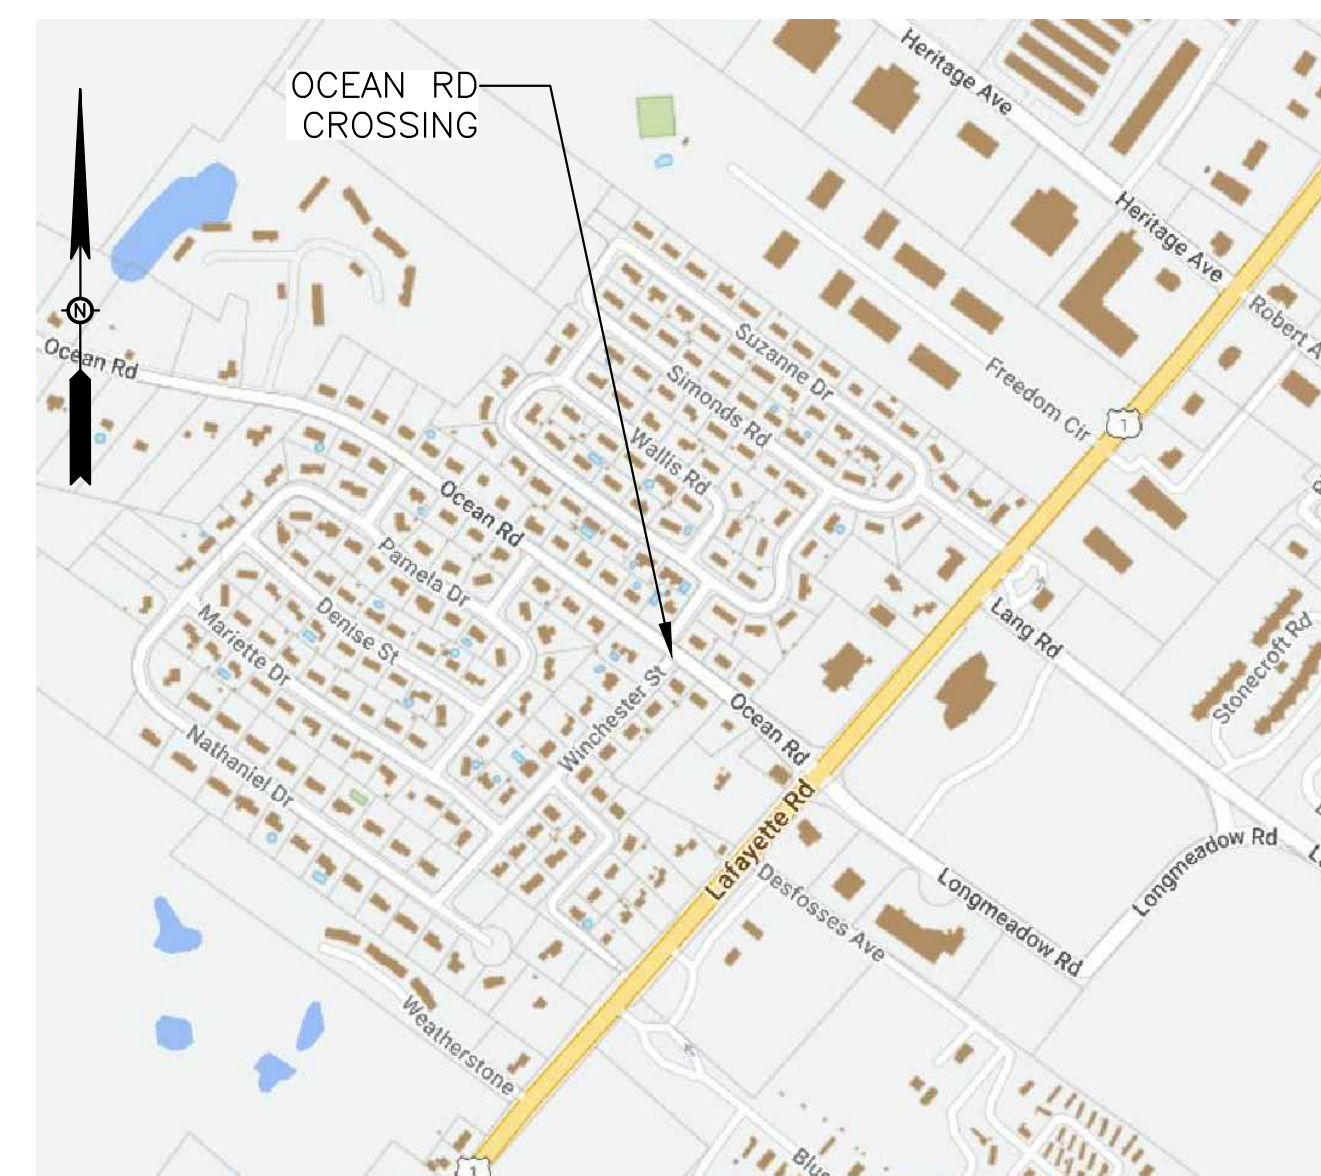 Heritage Ave
OCEAN RD
CROSSING
Heritage Ave
N
Robert A
Ocean Rd
Suzanne Dr
Freedom Cir
1
Simonds Rd
Wallis Rd
Ocean Rd
Pamela Dr
Denise St
Mariette Dr
Lang Rd
Stonecroft Rd
Winchester St
Ocean Rd
Nathaniel Dr
Lafayette Rd
Longmeadow Rd
Longmeadow Rd
Desfosses Ave
Weatherstone
Blu
1